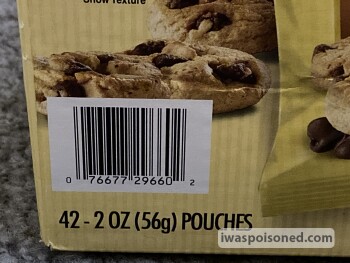 Show Texture
0 76677 29660 2
42 - 2 OZ (56g) POUCHES
iwaspoisoned.com